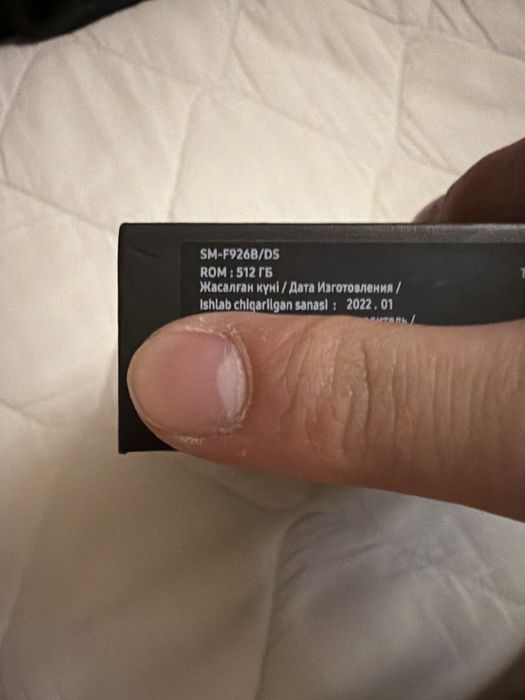 SM-F926B/DS
ROM : 512 ГБ
Жасалған күні / Дата Изготовления /
Ishlab chiqarilgan sanasi : 2022 . 01